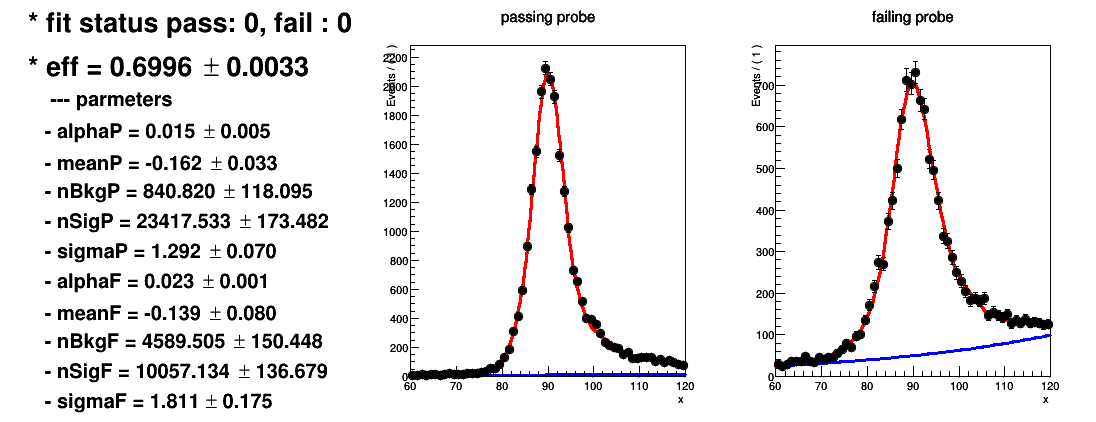 * fit status pass: 0, fail : 0
* eff = 0.6996 ± 0.0033
--- parmeters
- alphaP = 0.015 ± 0.005
- meanP = -0.162 ± 0.033
- nBkgP = 840.820 ± 118.095
- nSigP = 23417.533 ± 173.482
- sigmaP = 1.292 ± 0.070
- alphaF = 0.023 ± 0.001
- meanF = -0.139 ± 0.080
- nBkgF = 4589.505 ± 150.448
- nSigF = 10057.134 ± 136.679
- sigmaF = 1.811 ± 0.175
passing probe
Events / ( 1 )
2200
2000
1800
1600
1400
1200
1000
800
600
400
200
0
60 70 80 90 100 110 120
x
failing probe
Events / ( 1 )
700
600
500
400
300
200
100
0
60 70 80 90 100 110 120
x